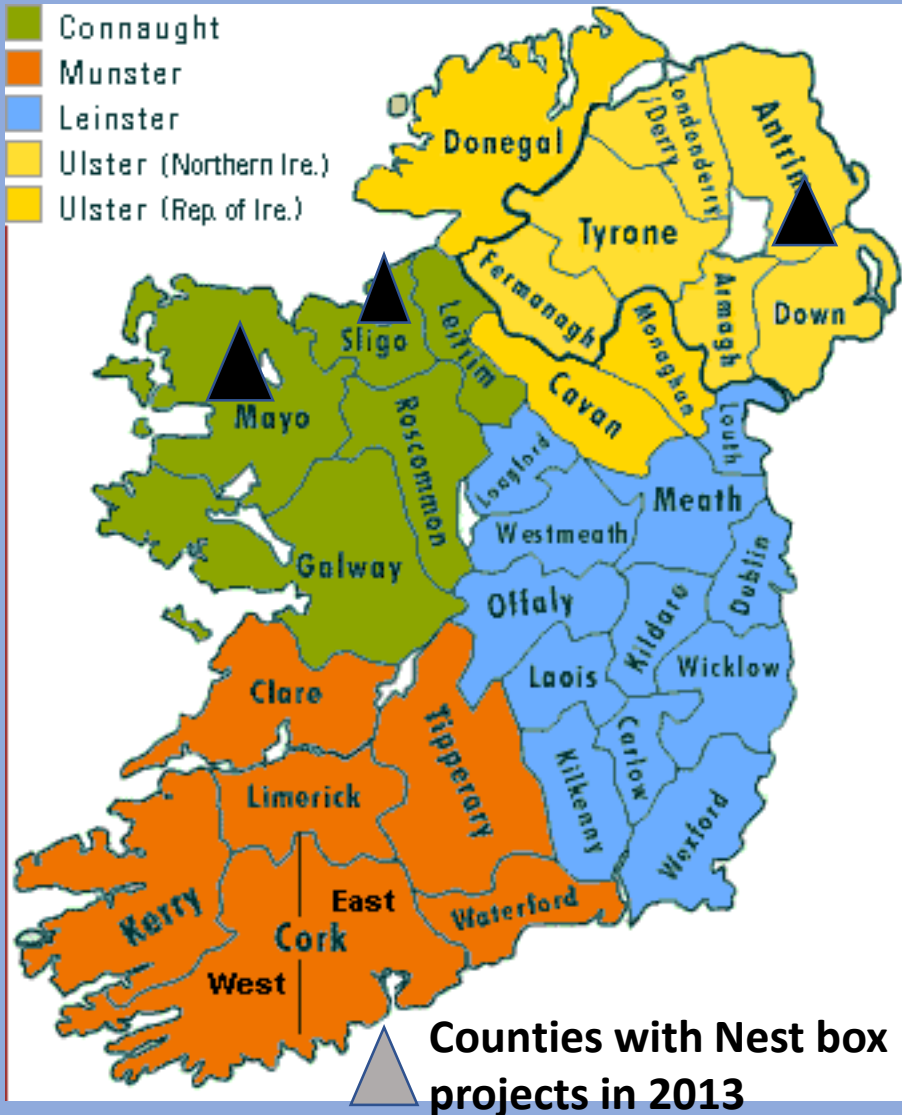 Connaught
Munster
Leinster
Ulster (Northern Ire.)
Ulster (Rep. of Ire.)
Donegal
Londonderry
/Derry
Antrim
Tyrone
Fermanagh
Armagh
Down
Monaghan
Cavan
Sligo
Leitrim
Mayo
Roscommon
Galway
Longford
Louth
Meath
Westmeath
Dublin
Offaly
Kildare
Laois
Wicklow
Carlow
Kilkenny
Wexford
Clare
Tipperary
Limerick
Kerry
East
Cork
West
Waterford
Counties with Nest box
projects in 2013